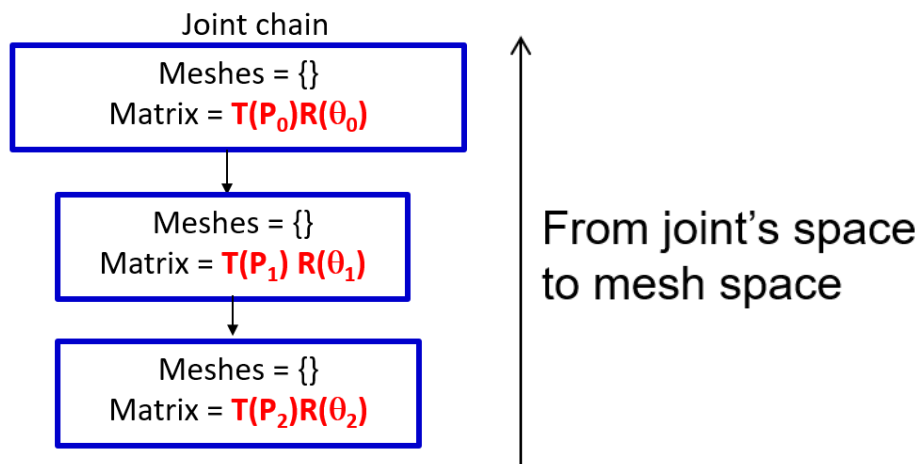 Joint chain
Meshes = {}
Matrix = T(P₀)R(θ₀)
Meshes = {}
Matrix = T(P₁) R(θ₁)
Meshes = {}
Matrix = T(P₂)R(θ₂)
From joint's space
to mesh space